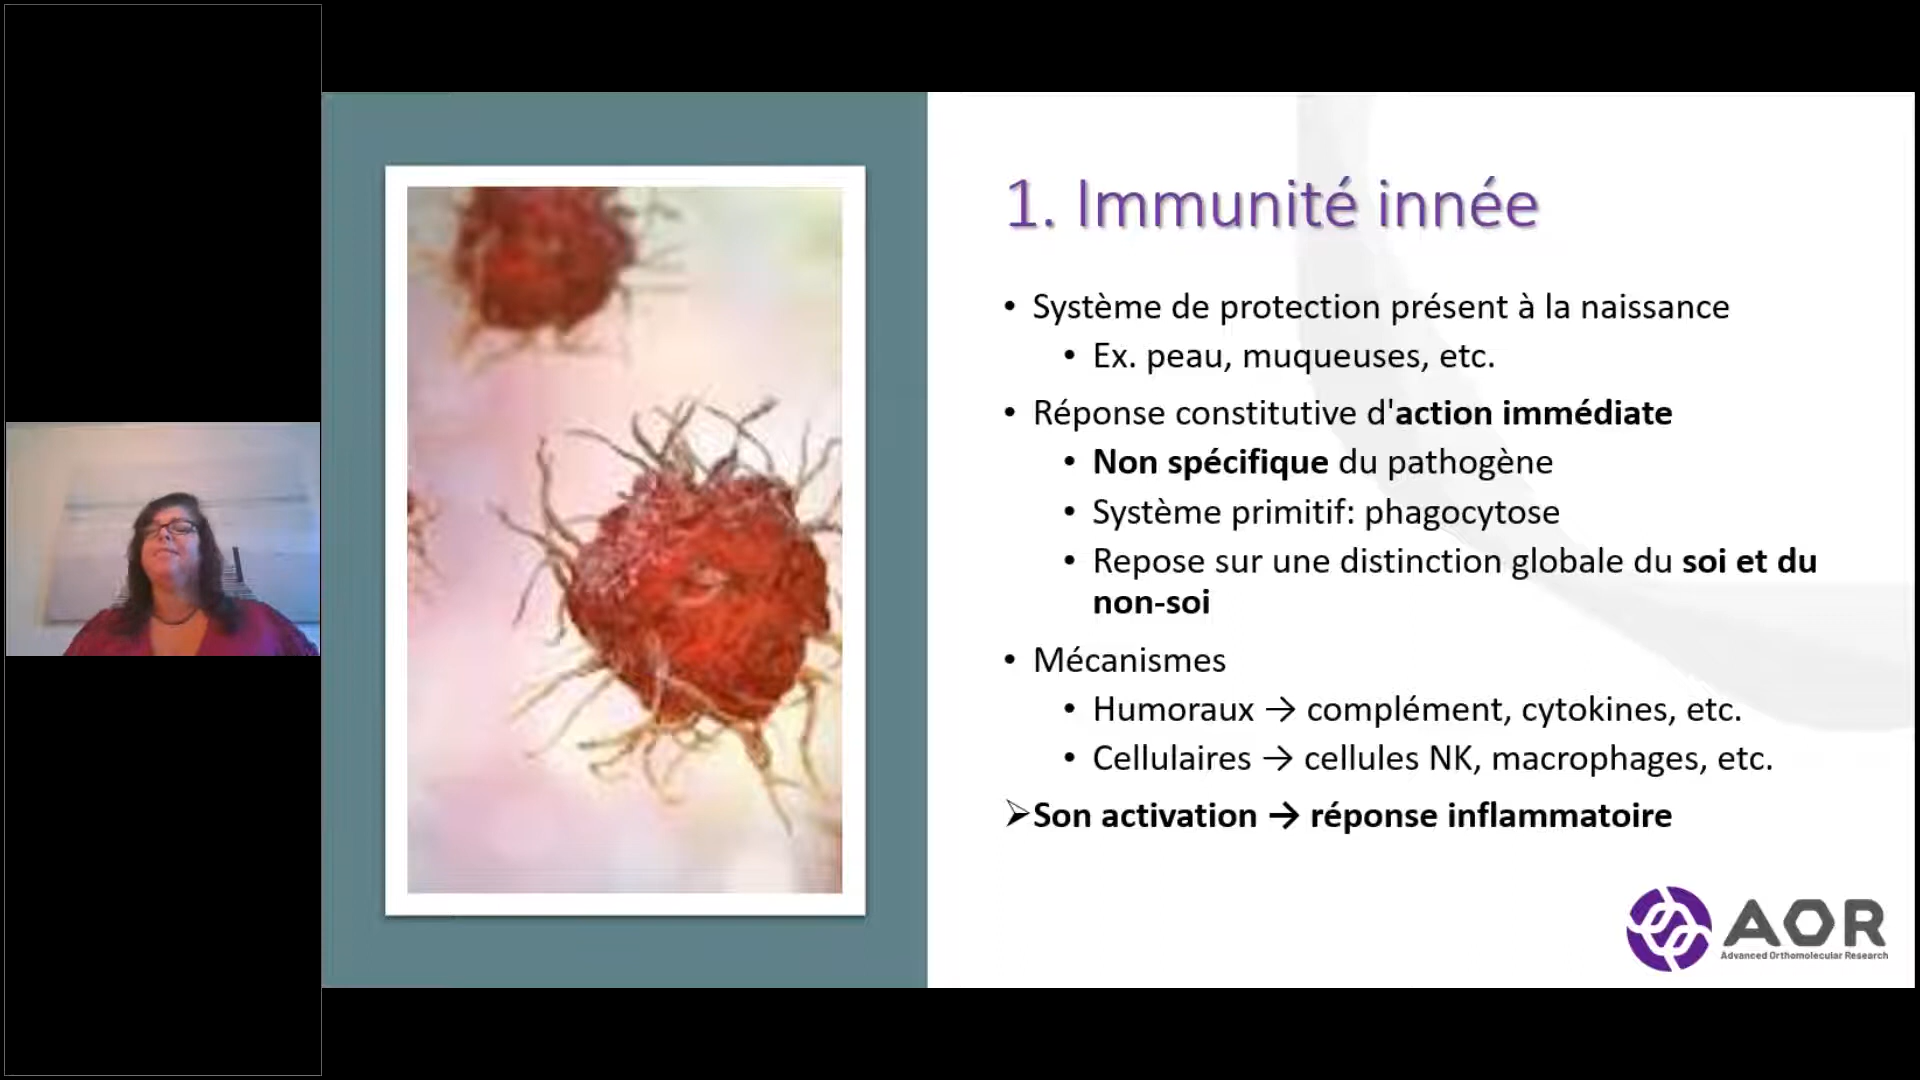 1. Immunité innée
• Système de protection présent à la naissance
• Ex. peau, muqueuses, etc.
• Réponse constitutive d'action immédiate
• Non spécifique du pathogène
• Système primitif: phagocytose
• Repose sur une distinction globale du soi et du
non-soi
• Mécanismes
• Humoraux → complément, cytokines, etc.
• Cellulaires → cellules NK, macrophages, etc.
➢Son activation → réponse inflammatoire
AOR
Advanced Orthomolecular Research